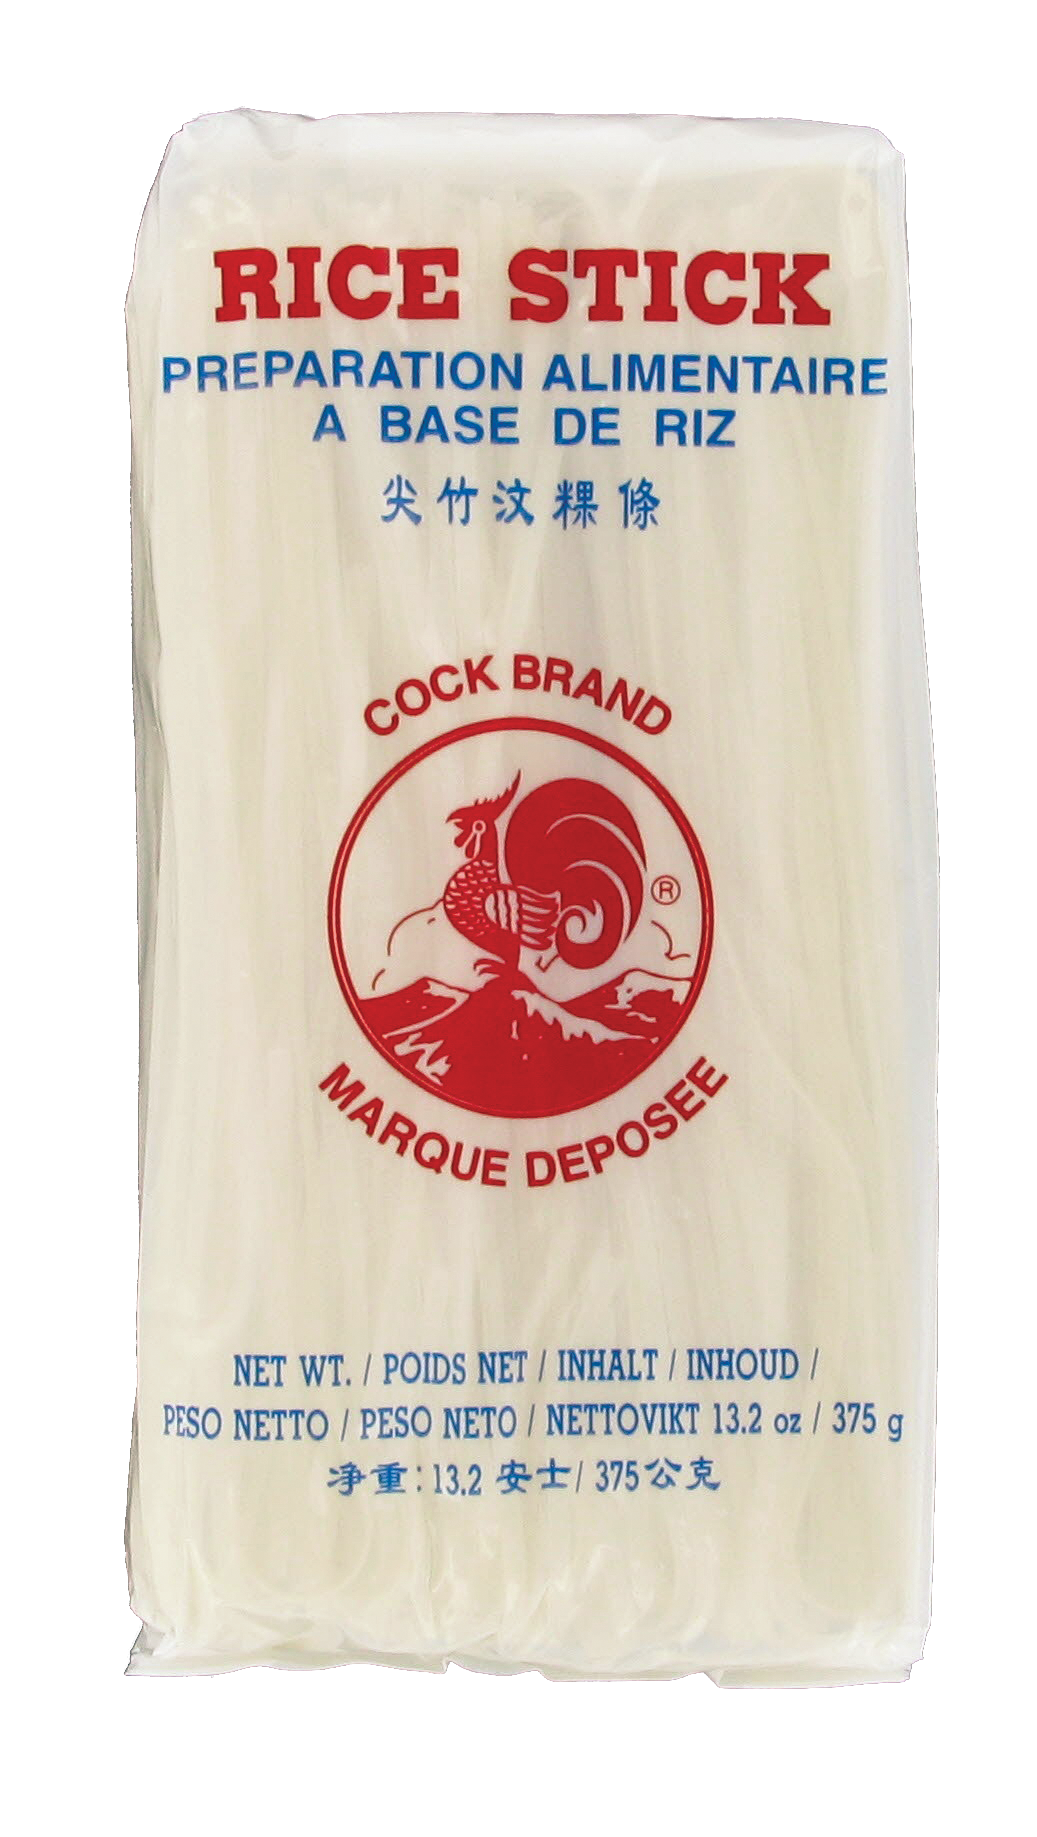 RICE STICK
PREPARATION ALIMENTAIRE
A BASE DE RIZ
尖竹汶粿條
COCK BRAND
®
MARQUE DEPOSEE
NET WT. / POIDS NET / INHALT / INHOUD /
PESO NETTO / PESO NETO / NETTOVIKT 13.2 oz / 375 g
净重: 13.2 安士/ 375公克